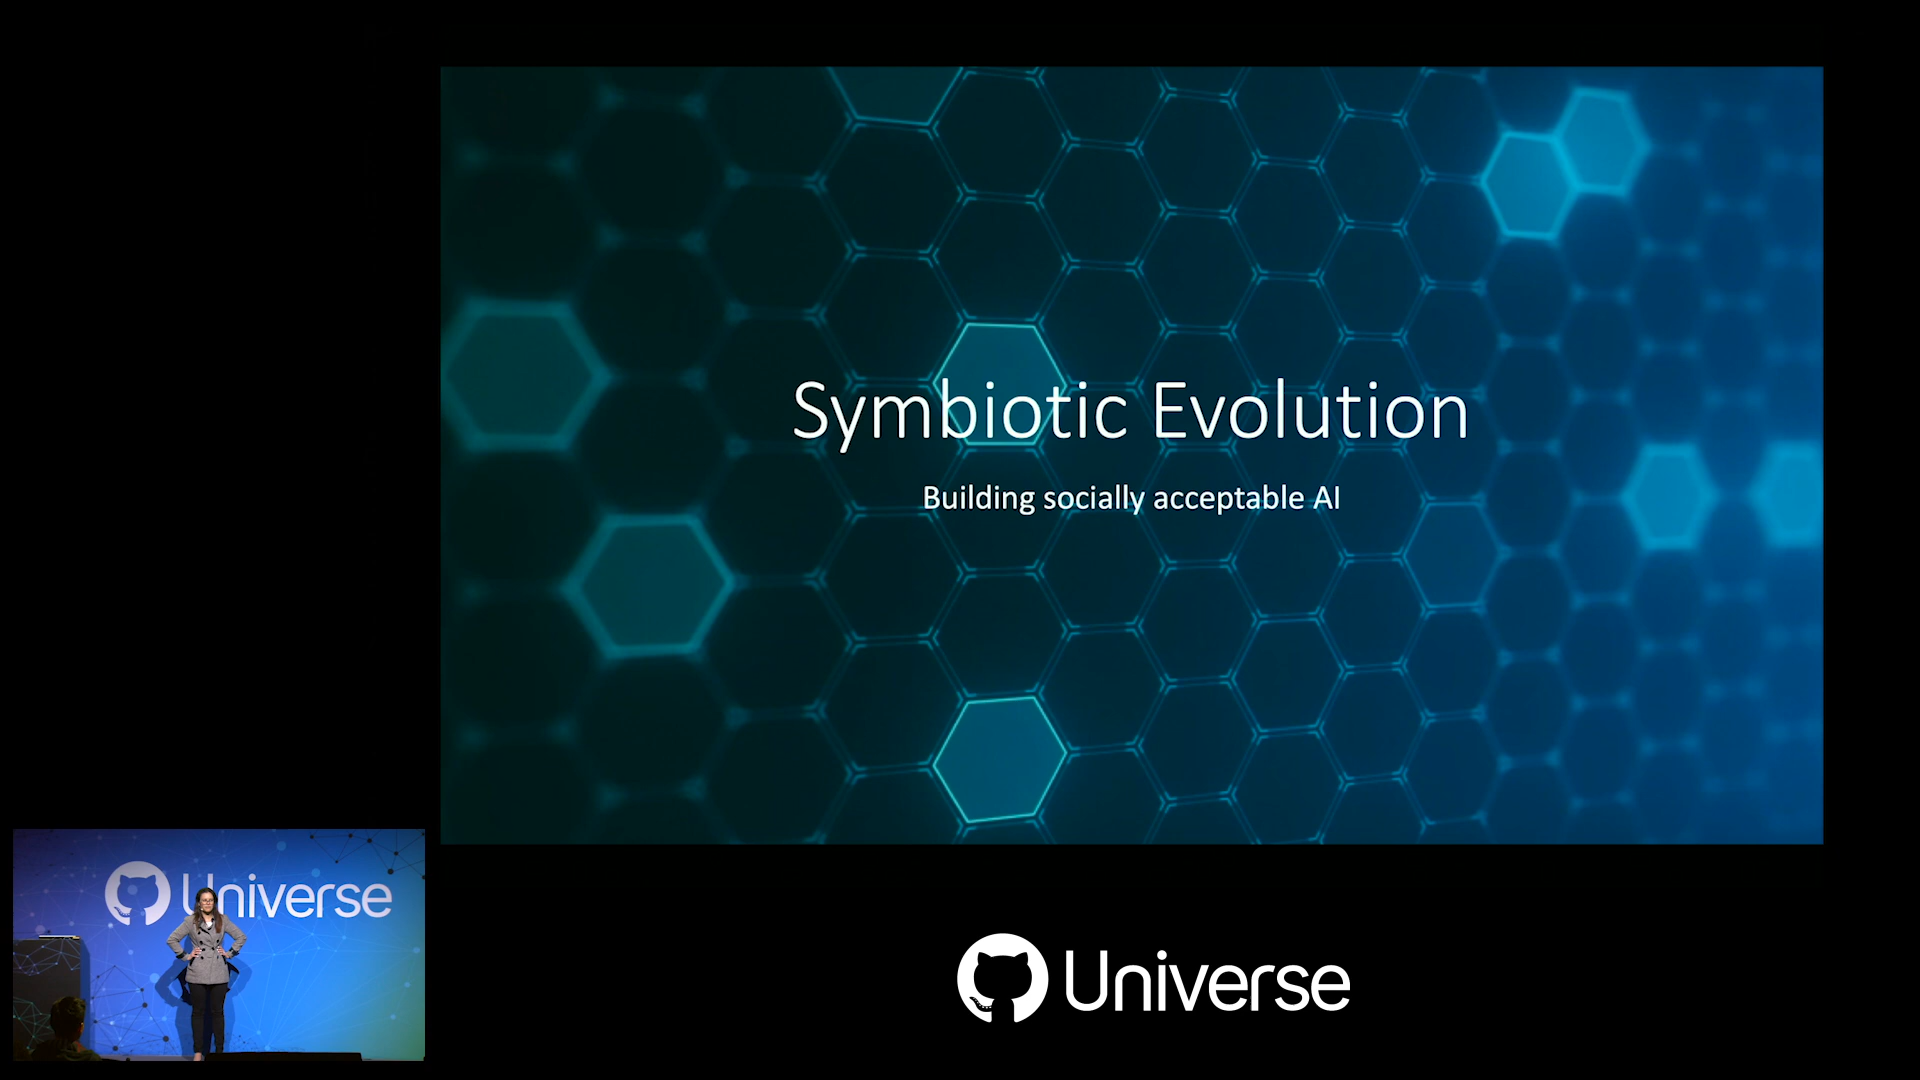 Symbiotic Evolution
Building socially acceptable AI
Universe
Universe